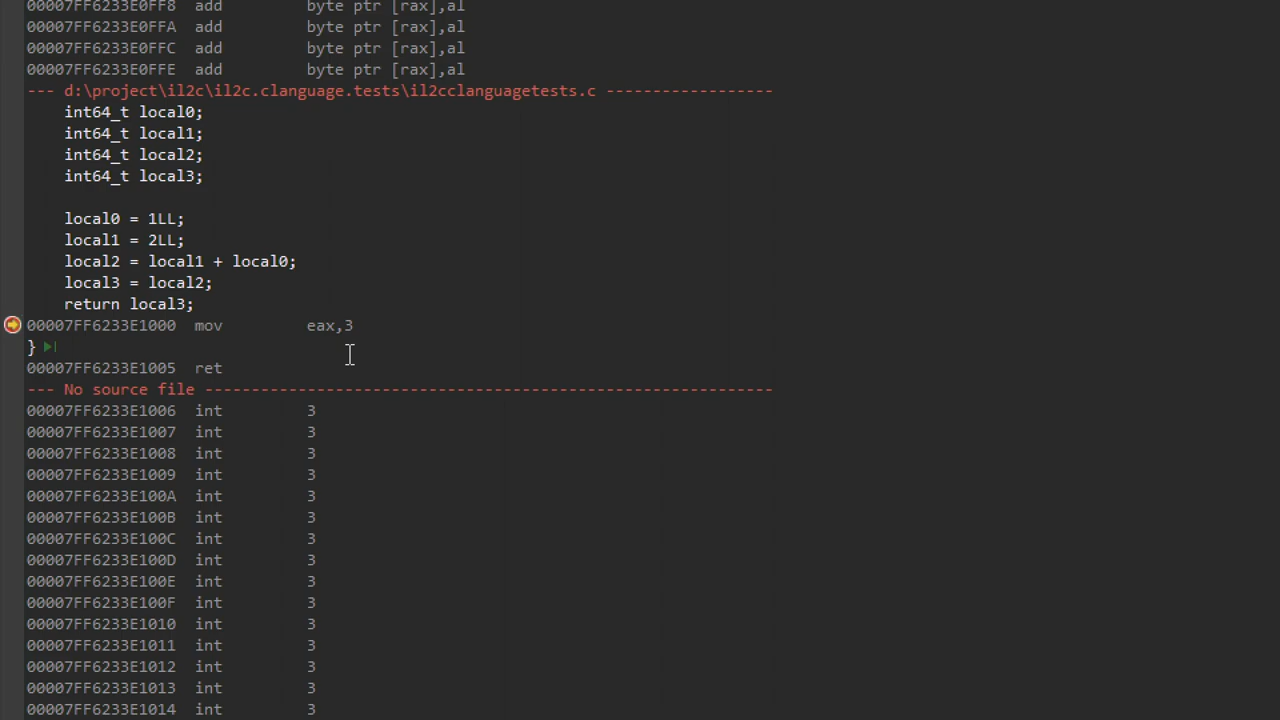 00007FF6233E0FF8  add         byte ptr [rax],al
00007FF6233E0FFA  add         byte ptr [rax],al
00007FF6233E0FFC  add         byte ptr [rax],al
00007FF6233E0FFE  add         byte ptr [rax],al
--- d:\project\il2c\il2c.clanguage.tests\il2cclanguagetests.c ------------------
    int64_t local0;
    int64_t local1;
    int64_t local2;
    int64_t local3;
    local0 = 1LL;
    local1 = 2LL;
    local2 = local1 + local0;
    local3 = local2;
    return local3;
00007FF6233E1000  mov         eax,3
}
00007FF6233E1005  ret
--- No source file -------------------------------------------------------------
00007FF6233E1006  int         3
00007FF6233E1007  int         3
00007FF6233E1008  int         3
00007FF6233E1009  int         3
00007FF6233E100A  int         3
00007FF6233E100B  int         3
00007FF6233E100C  int         3
00007FF6233E100D  int         3
00007FF6233E100E  int         3
00007FF6233E100F  int         3
00007FF6233E1010  int         3
00007FF6233E1011  int         3
00007FF6233E1012  int         3
00007FF6233E1013  int         3
00007FF6233E1014  int         3